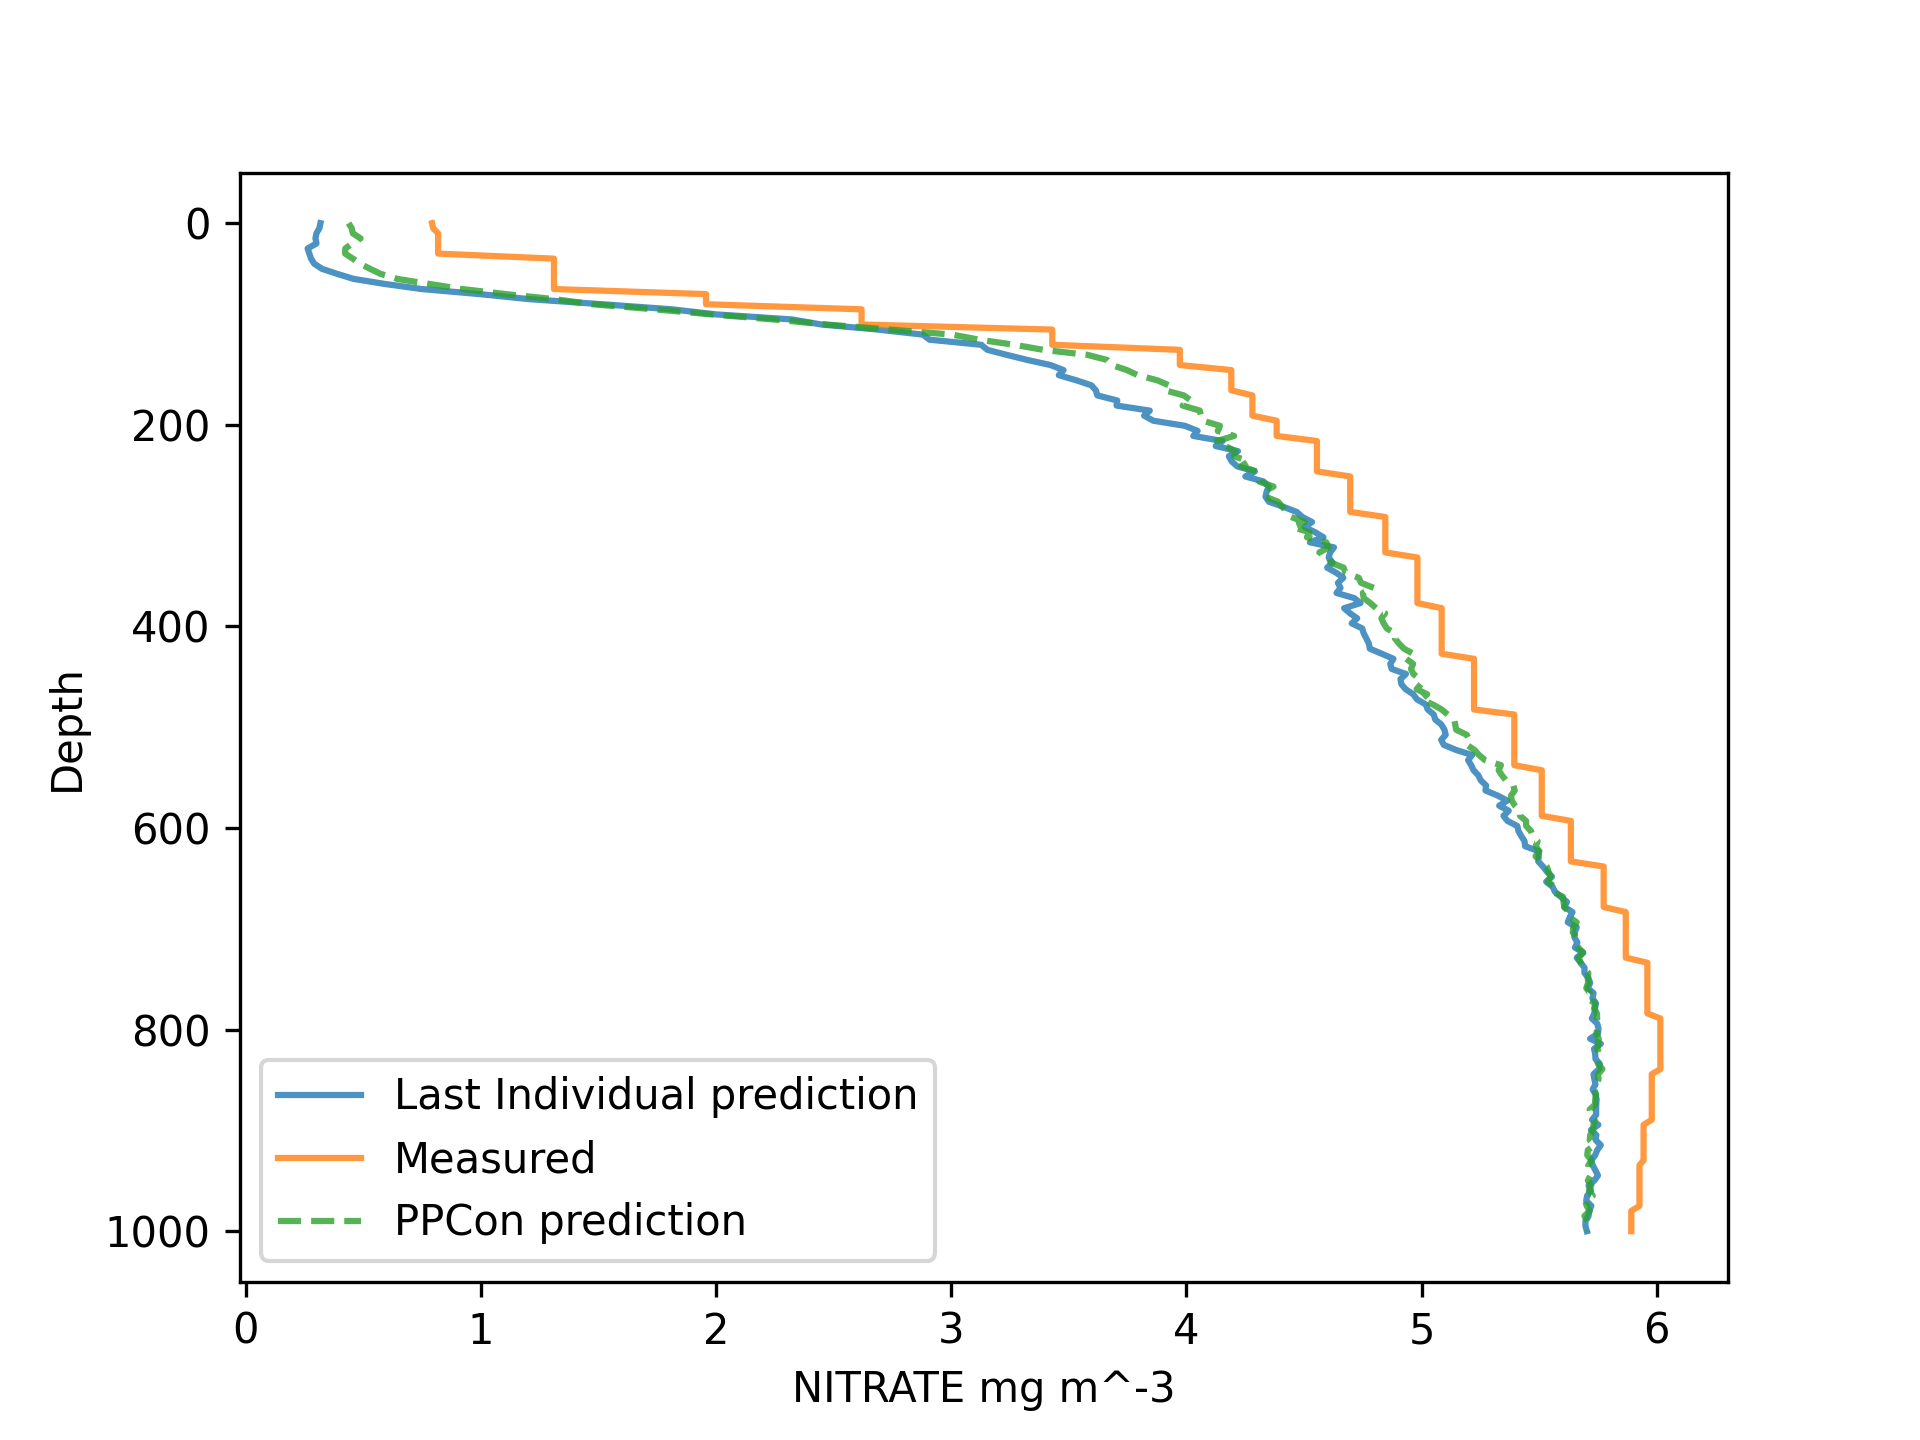 0
200
400
600
800
1000
Depth
Last Individual prediction
Measured
PPCon prediction
0 1 2 3 4 5 6
NITRATE mg m^-3